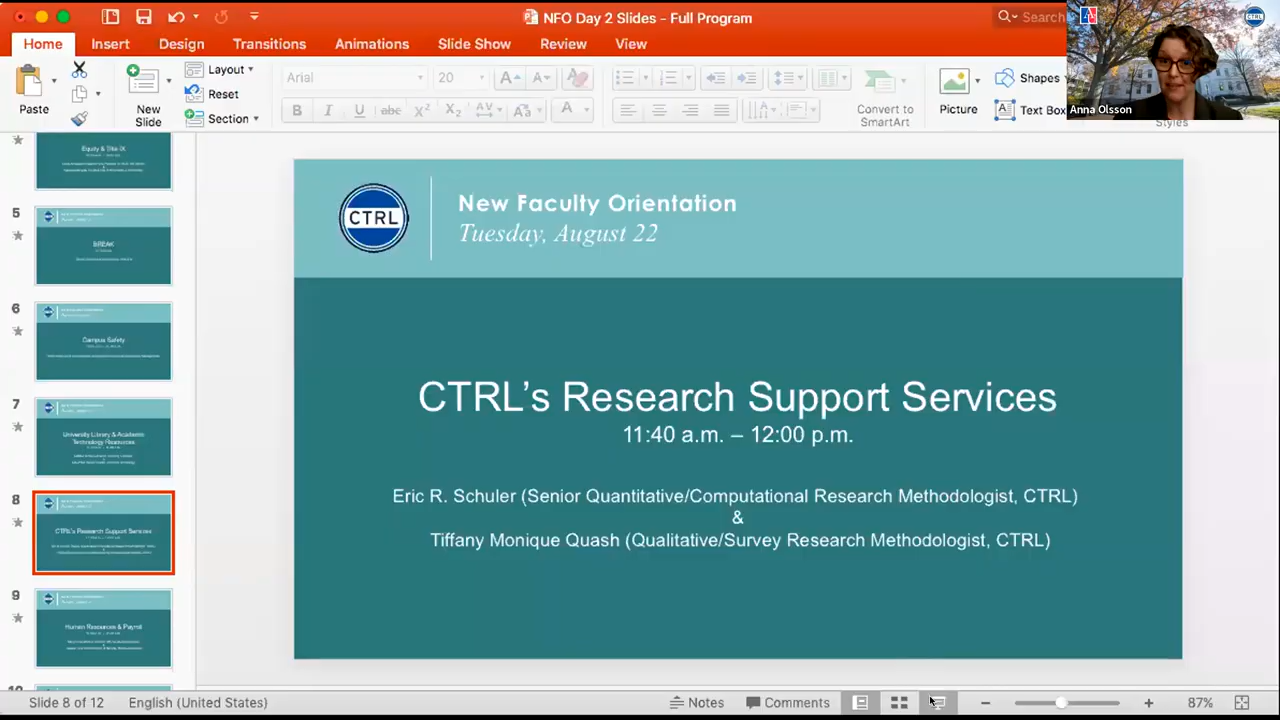 NFO Day 2 Slides - Full Program
Search
Home
Insert
Design
Transitions
Animations
Slide Show
Review
View
Paste
New
Slide
Layout
Reset
Section
Arial
20
B
I
U
abc
Convert to
SmartArt
Picture
Shapes
Text Box
Styles
CTRL
Anna Olsson
Equity & Title IX
5
BREAK
6
Campus Safety
7
University Library & Academic
Technology Resources
8
CTRL's Research Support Services
9
Human Resources & Payroll
CTRL
New Faculty Orientation
Tuesday, August 22
CTRL’s Research Support Services
11:40 a.m. – 12:00 p.m.
Eric R. Schuler (Senior Quantitative/Computational Research Methodologist, CTRL)
&
Tiffany Monique Quash (Qualitative/Survey Research Methodologist, CTRL)
Slide 8 of 12
English (United States)
Notes
Comments
87%